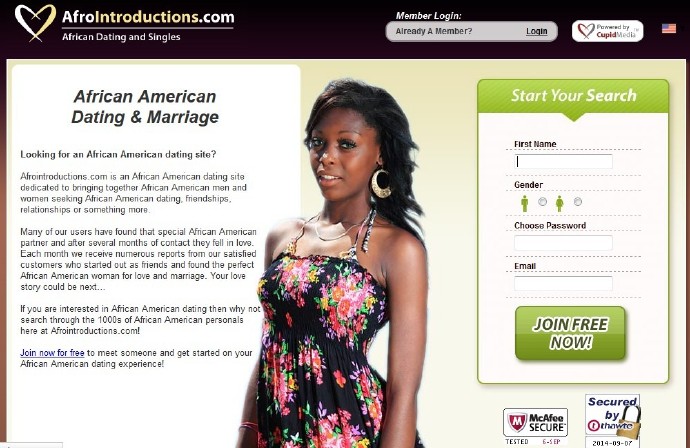 AfroIntroductions.com
African Dating and Singles
Member Login:
Already A Member?
Login
Powered by
CupidMedia
African American
Dating & Marriage
Looking for an African American dating site?
Afrointroductions.com is an African American dating site
dedicated to bringing together African American men and
women seeking African American dating, friendships,
relationships or something more.
Many of our users have found that special African American
partner and after several months of contact they fell in love.
Each month we receive numerous reports from our satisfied
customers who started out as friends and found the perfect
African American woman for love and marriage. Your love
story could be next...
If you are interested in African American dating then why not
search through the 1000s of African American personals
here at Afrointroductions.com!
Join now for free to meet someone and get started on your
African American dating experience!
Start Your Search
First Name
Gender
Choose Password
Email
JOIN FREE
NOW!
McAfee
SECURE
TESTED 6-SEP
Secured
by
thawte
2014-09-07